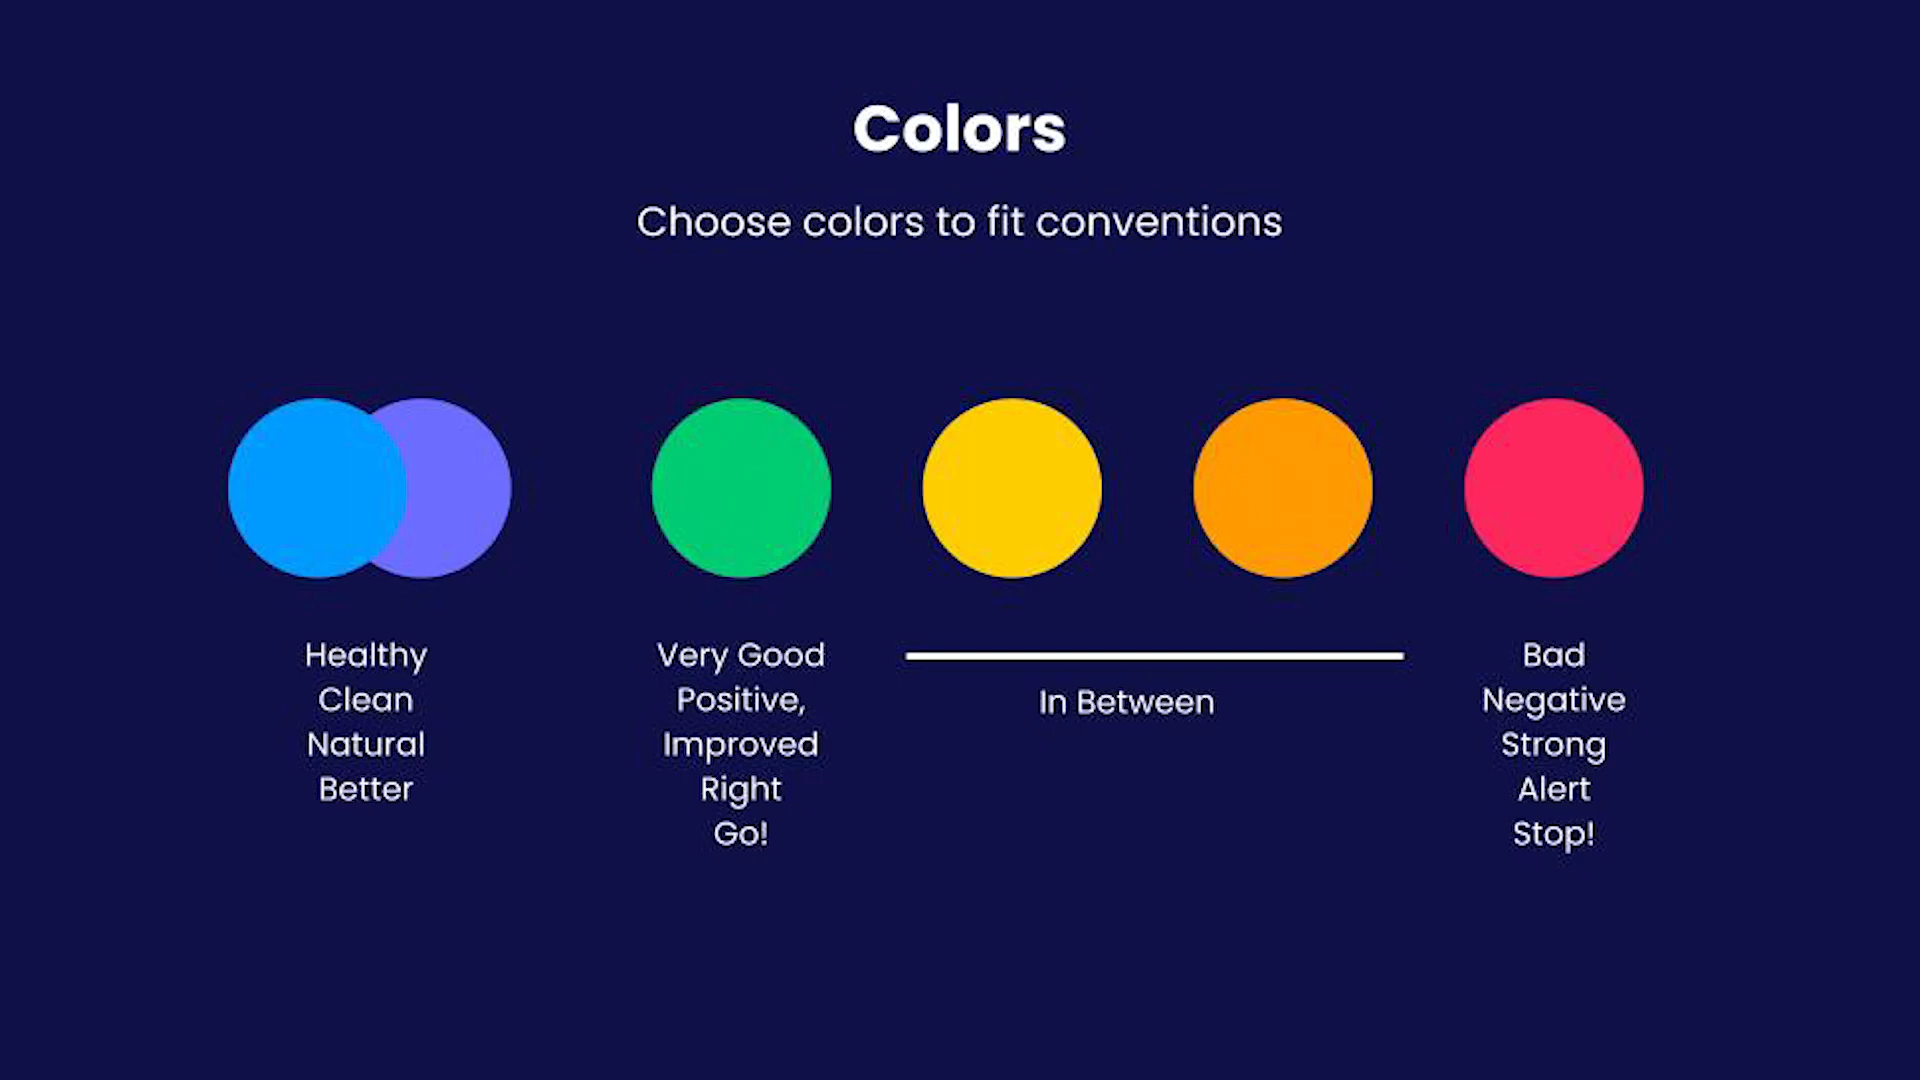 Colors
Choose colors to fit conventions
Healthy
Clean
Natural
Better
Very Good
Positive,
Improved
Right
Go!
In Between
Bad
Negative
Strong
Alert
Stop!